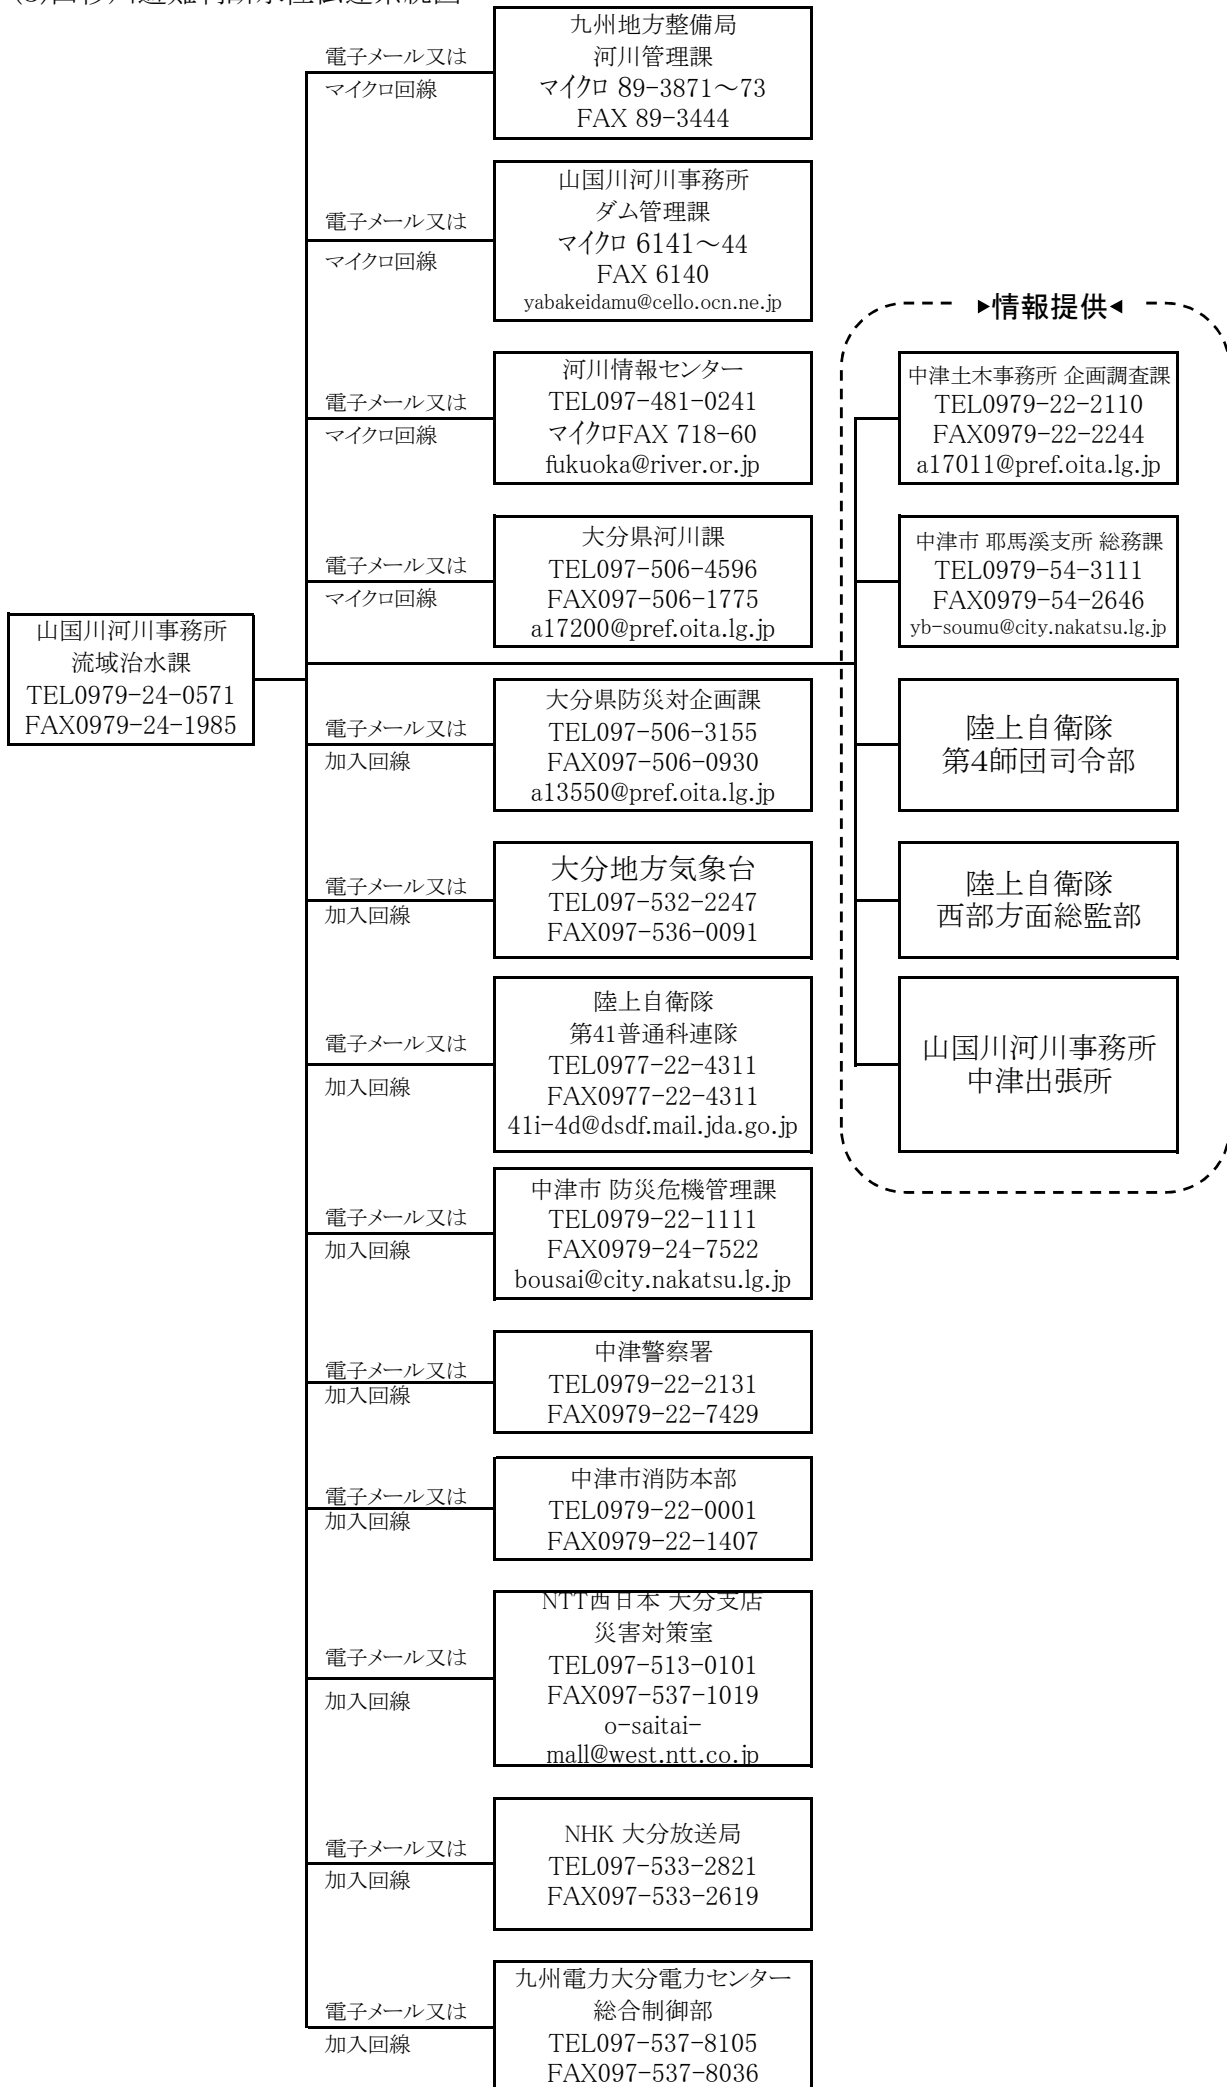 電子メール又は
マイクロ回線
九州地方整備局
河川管理課
マイクロ 89-3871～73
FAX 89-3444
電子メール又は
マイクロ回線
山国川河川事務所
ダム管理課
マイクロ 6141～44
FAX 6140
yabakeidamu@cello.ocn.ne.jp
電子メール又は
マイクロ回線
河川情報センター
TEL097-481-0241
マイクロFAX 718-60
fukuoka@river.or.jp
電子メール又は
マイクロ回線
大分県河川課
TEL097-506-4596
FAX097-506-1775
a17200@pref.oita.lg.jp
山国川河川事務所
流域治水課
TEL0979-24-0571
FAX0979-24-1985
電子メール又は
加入回線
大分県防災対企画課
TEL097-506-3155
FAX097-506-0930
a13550@pref.oita.lg.jp
電子メール又は
加入回線
大分地方気象台
TEL097-532-2247
FAX097-536-0091
電子メール又は
加入回線
陸上自衛隊
第41普通科連隊
TEL0977-22-4311
FAX0977-22-4311
41i-4d@dsdf.mail.jda.go.jp
電子メール又は
加入回線
中津市 防災危機管理課
TEL0979-22-1111
FAX0979-24-7522
bousai@city.nakatsu.lg.jp
電子メール又は
加入回線
中津警察署
TEL0979-22-2131
FAX0979-22-7429
電子メール又は
加入回線
中津市消防本部
TEL0979-22-0001
FAX0979-22-1407
電子メール又は
加入回線
NTT西日本 大分支店
災害対策室
TEL097-513-0101
FAX097-537-1019
o-saitai-
mall@west.ntt.co.jp
電子メール又は
加入回線
NHK 大分放送局
TEL097-533-2821
FAX097-533-2619
電子メール又は
加入回線
九州電力大分電力センター
総合制御部
TEL097-537-8105
FAX097-537-8036
▶情報提供◀
中津土木事務所 企画調査課
TEL0979-22-2110
FAX0979-22-2244
a17011@pref.oita.lg.jp
中津市 耶馬溪支所 総務課
TEL0979-54-3111
FAX0979-54-2646
yb-soumu@city.nakatsu.lg.jp
陸上自衛隊
第4師団司令部
陸上自衛隊
西部方面総監部
山国川河川事務所
中津出張所